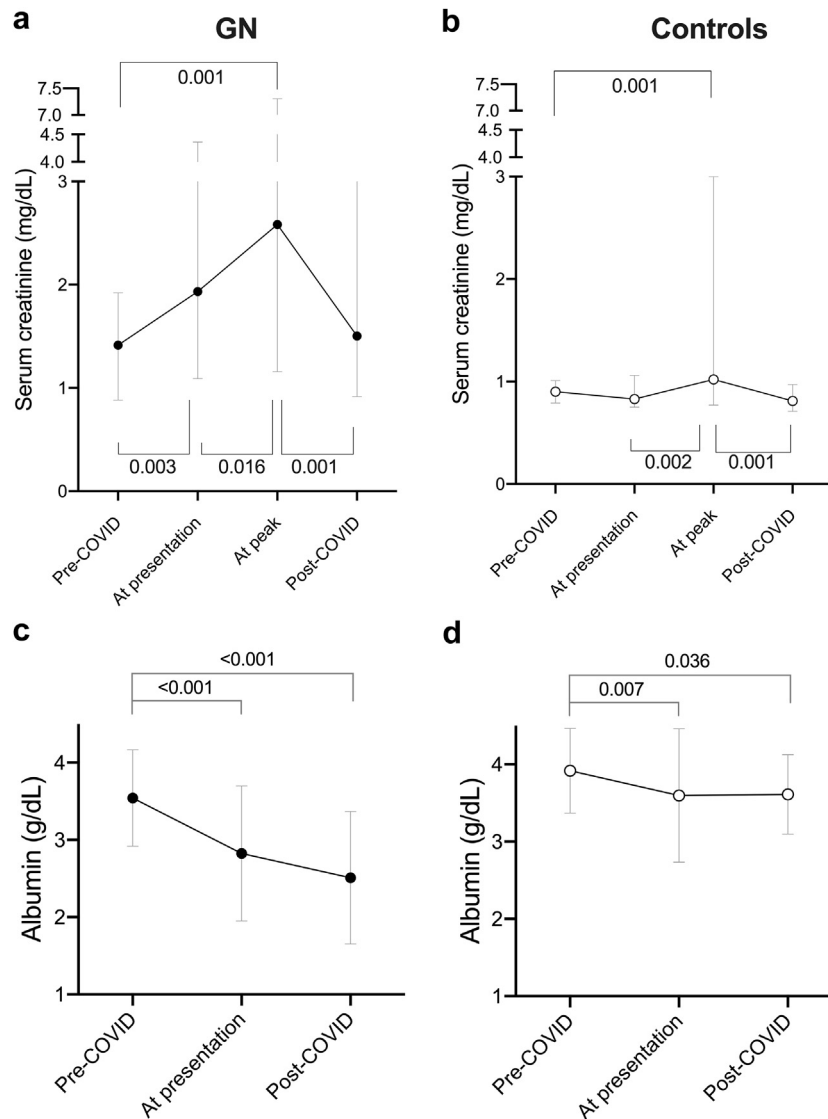 a
GN
0.001
7.5
7.0
4.5
4.0
3
2
1
0
Serum creatinine (mg/dL)
0.003
0.016
0.001
Pre-COVID
At presentation
At peak
Post-COVID
b
Controls
0.001
7.5
7.0
4.5
4.0
3
2
1
0
Serum creatinine (mg/dL)
0.002
0.001
Pre-COVID
At presentation
At peak
Post-COVID
c
<0.001
<0.001
4
3
2
1
Albumin (g/dL)
Pre-COVID
At presentation
Post-COVID
d
0.036
0.007
4
3
2
1
Albumin (g/dL)
Pre-COVID
At presentation
Post-COVID